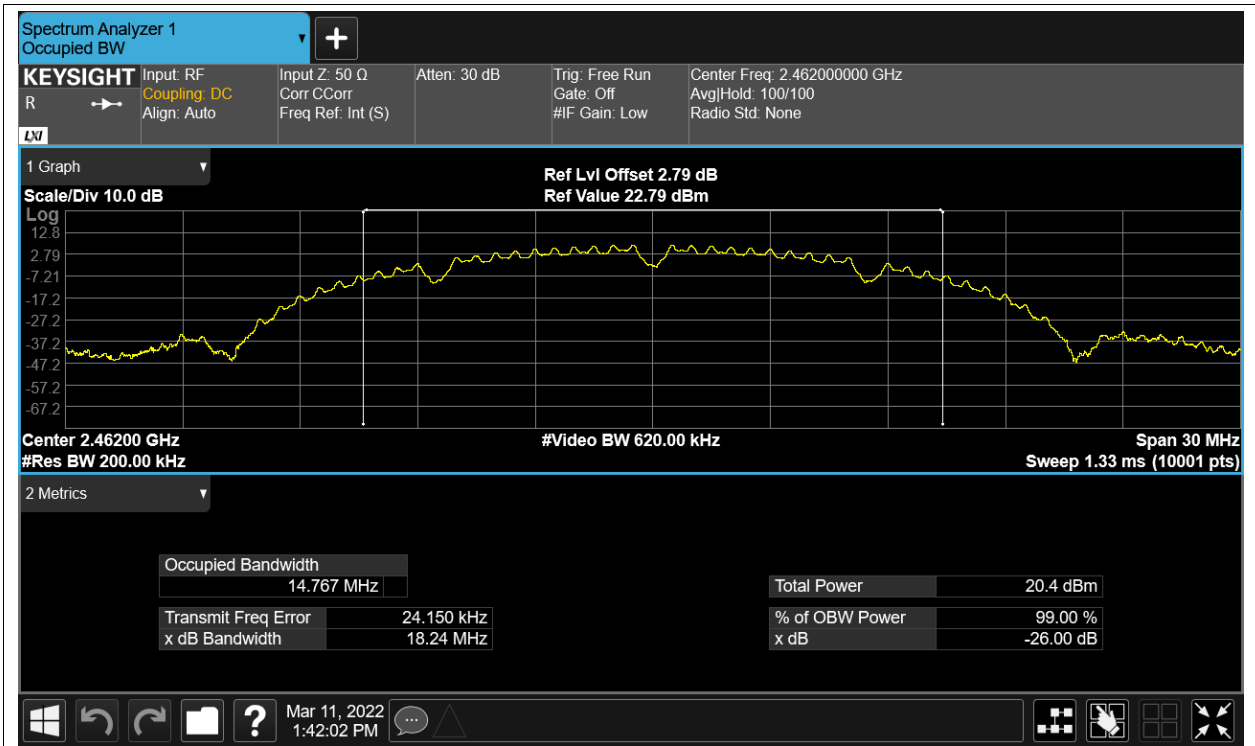 Spectrum Analyzer 1
Occupied BW
KEYSIGHT
R
LXI
Input: RF
Coupling: DC
Align: Auto
Input Z: 50 Ω
Corr CCorr
Freq Ref: Int (S)
Atten: 30 dB
Trig: Free Run
Gate: Off
#IF Gain: Low
Center Freq: 2.462000000 GHz
Avg|Hold: 100/100
Radio Std: None
1 Graph
Scale/Div 10.0 dB
Ref Lvl Offset 2.79 dB
Ref Value 22.79 dBm
Log
12.8
2.79
-7.21
-17.2
-27.2
-37.2
-47.2
-57.2
-67.2
Center 2.46200 GHz
#Res BW 200.00 kHz
#Video BW 620.00 kHz
Span 30 MHz
Sweep 1.33 ms (10001 pts)
2 Metrics
Occupied Bandwidth
14.767 MHz
Transmit Freq Error 24.150 kHz
x dB Bandwidth 18.24 MHz
Total Power 20.4 dBm
% of OBW Power 99.00 %
x dB -26.00 dB
?
Mar 11, 2022
1:42:02 PM